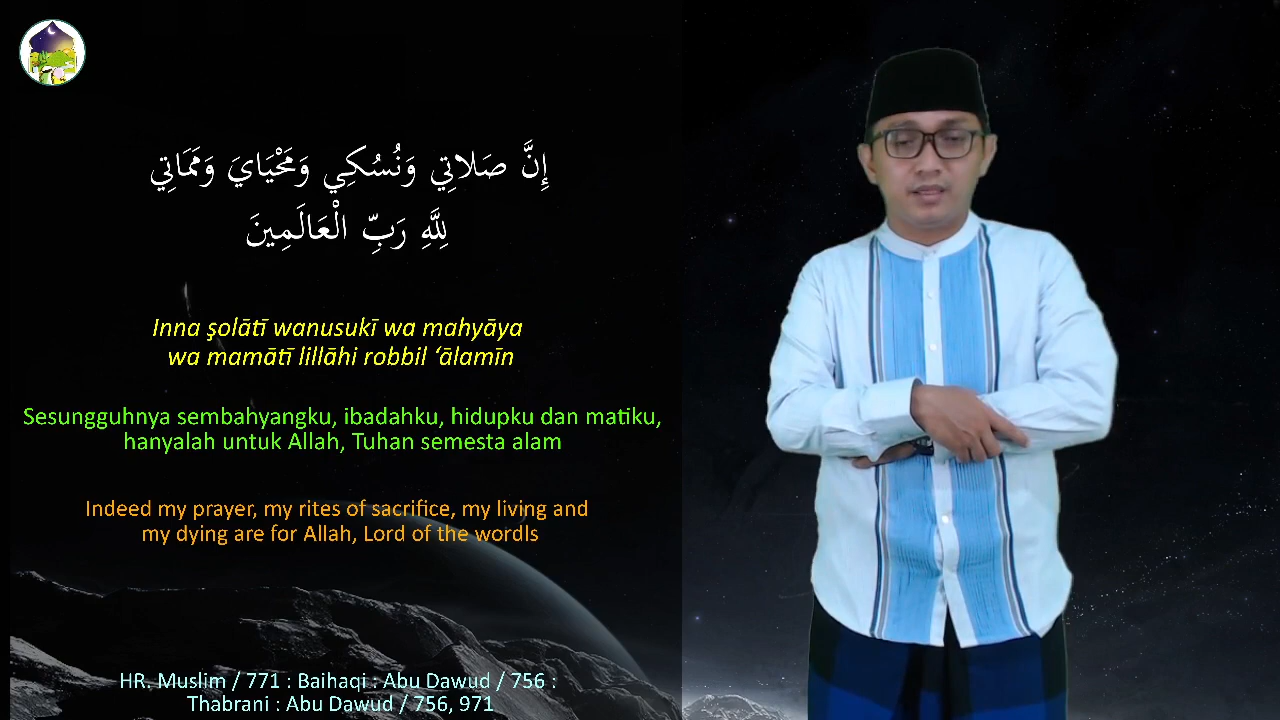 إِنَّ صَلاتِي وَنُسُكِي وَمَحْيَايَ وَمَمَاتِي
لِلَّهِ رَبِّ الْعَالَمِينَ
Inna şolātī wanusukī wa mahyāya
wa mamātī lillāhi robbil ‘ālamīn
Sesungguhnya sembahyangku, ibadahku, hidupku dan matiku,
hanyalah untuk Allah, Tuhan semesta alam
Indeed my prayer, my rites of sacrifice, my living and
my dying are for Allah, Lord of the wordls
HR. Muslim / 771 : Baihaqi : Abu Dawud / 756 :
Thabrani : Abu Dawud / 756, 971